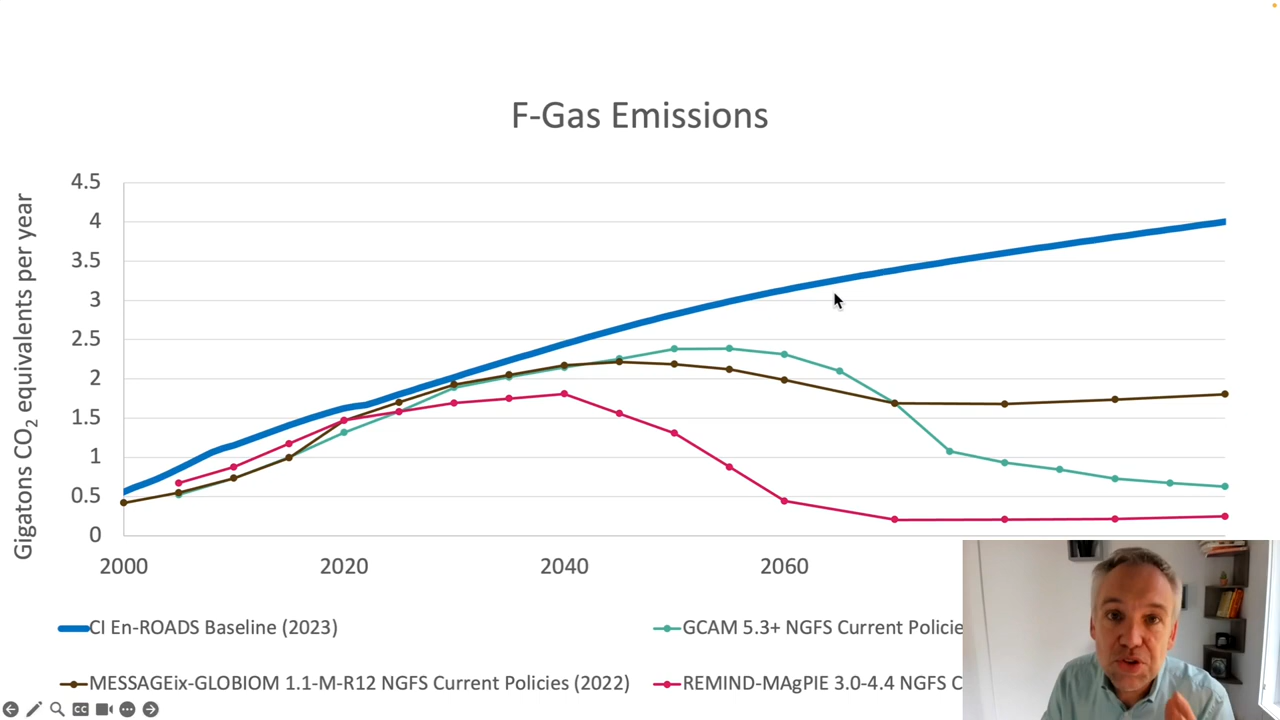 F-Gas Emissions
Gigatons CO₂ equivalents per year
4.5
4
3.5
3
2.5
2
1.5
1
0.5
0
2000 2020 2040 2060
CI En-ROADS Baseline (2023) GCAM 5.3+ NGFS Current
MESSAGEix-GLOBIOM 1.1-M-R12 NGFS Current Policies (2022) REMIND-MAgPIE 3.0-4.4 NGFS
CC